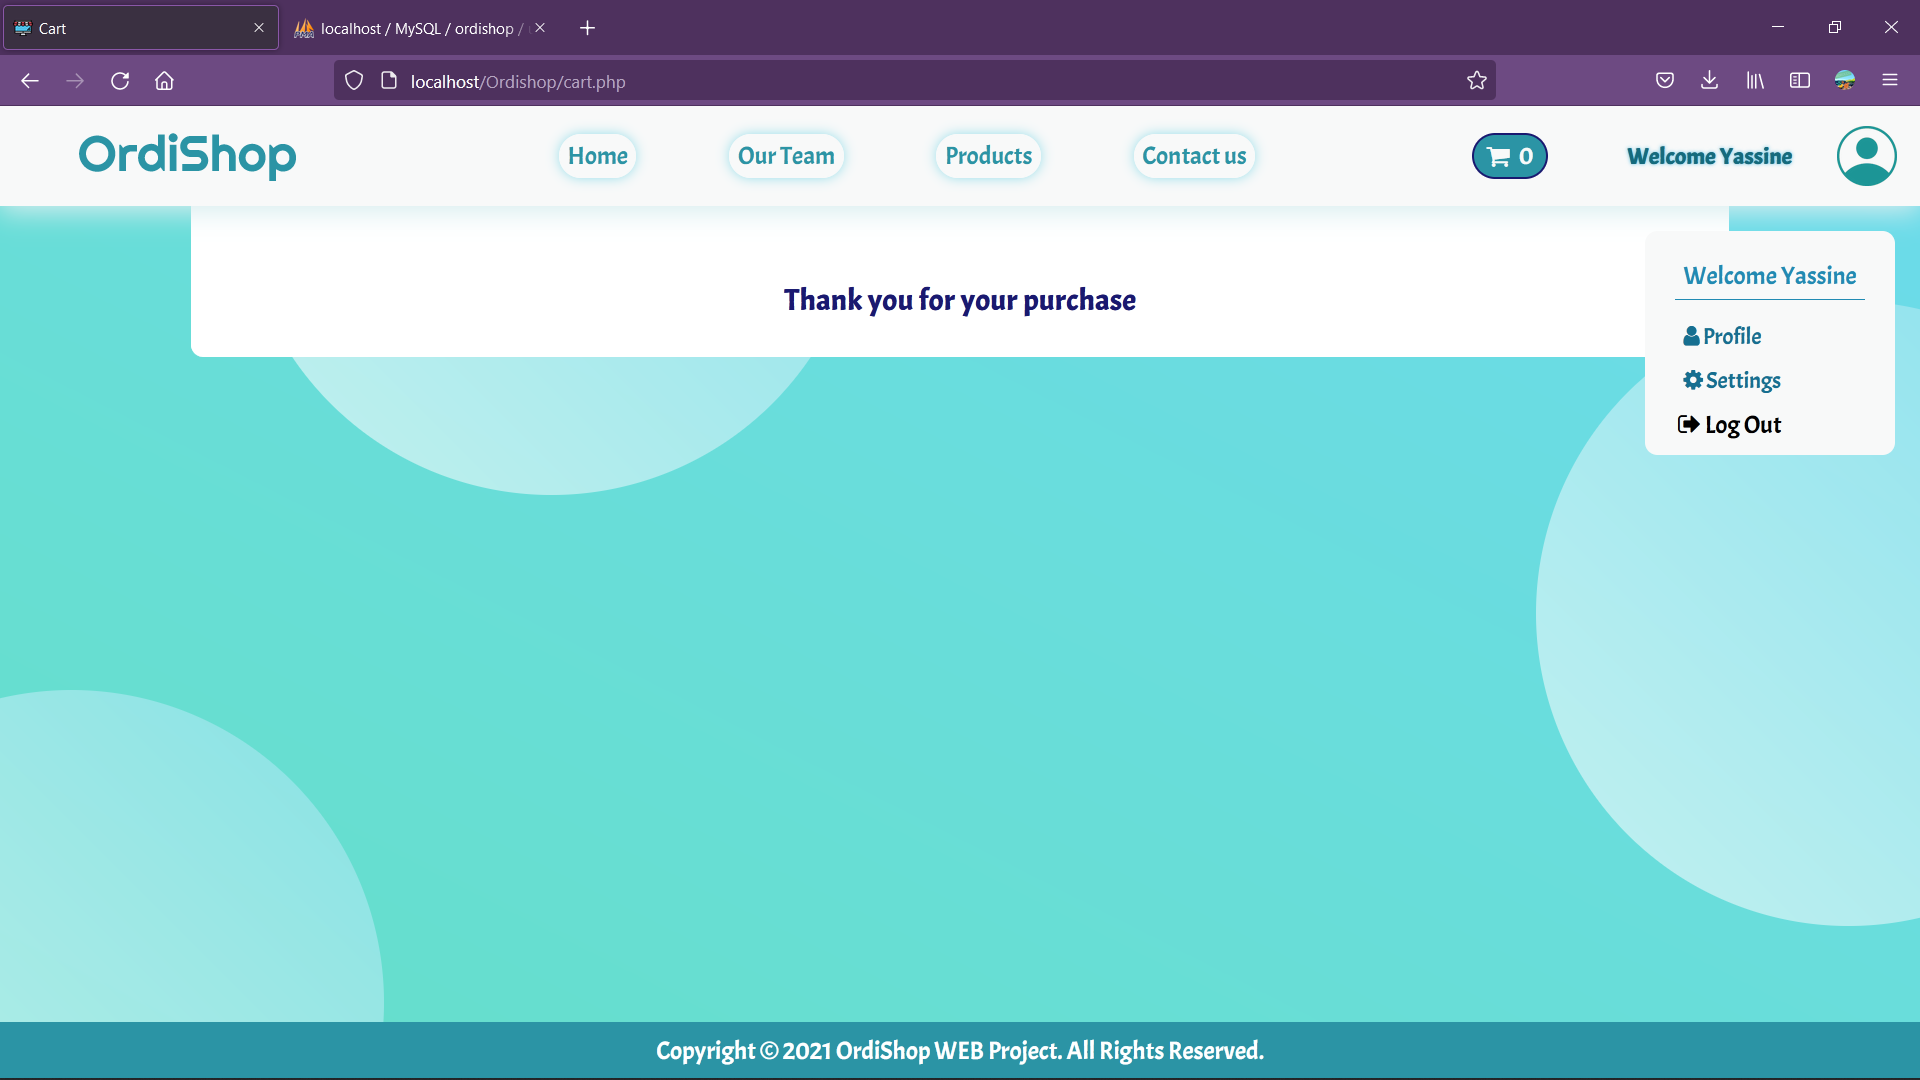 Cart
localhost / MySQL / ordishop /
localhost/Ordishop/cart.php
OrdiShop
Home
Our Team
Products
Contact us
0
Welcome Yassine
Thank you for your purchase
Welcome Yassine
Profile
Settings
Log Out
Copyright © 2021 OrdiShop WEB Project. All Rights Reserved.